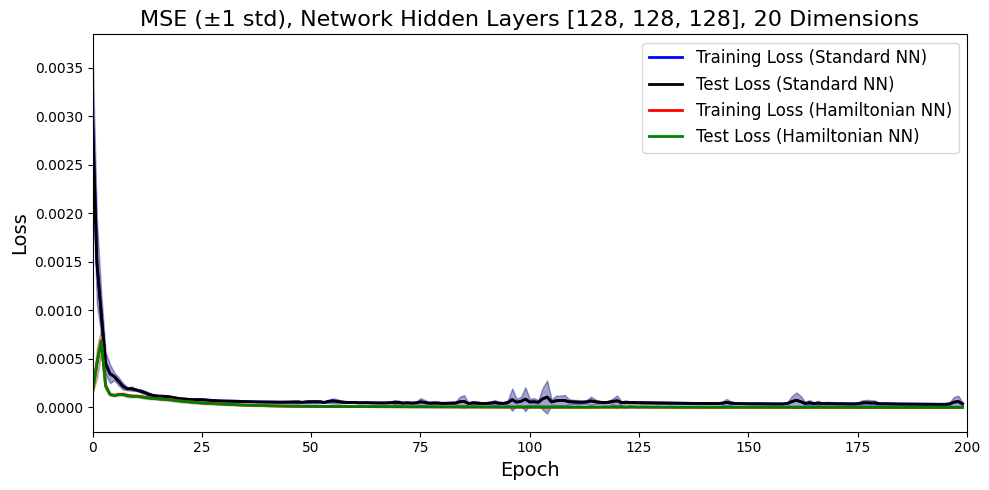 MSE (±1 std), Network Hidden Layers [128, 128, 128], 20 Dimensions
Training Loss (Standard NN)
Test Loss (Standard NN)
Training Loss (Hamiltonian NN)
Test Loss (Hamiltonian NN)
Loss
0.0035
0.0030
0.0025
0.0020
0.0015
0.0010
0.0005
0.0000
0 25 50 75 100 125 150 175 200
Epoch